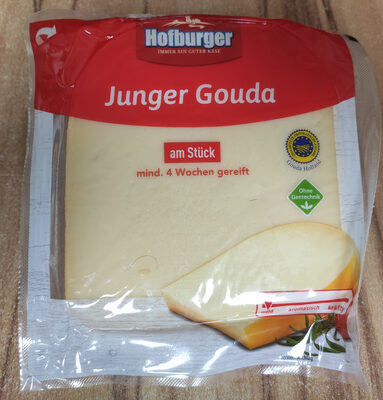 Hofburger
IMMER EIN GUTER KÄSE
Junger Gouda
am Stück
mind. 4 Wochen gereift
Gouda Holland
Ohne
Gentechnik
mild aromatisch kräftig